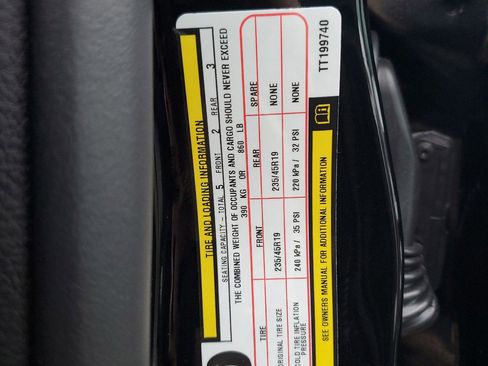 TIRE AND LOADING INFORMATION
SEATING CAPACITY - TOTAL 5 FRONT 2 REAR 3
THE COMBINED WEIGHT OF OCCUPANTS AND CARGO SHOULD NEVER EXCEED
390 KG OR 860 LB
TIRE FRONT REAR SPARE
ORIGINAL TIRE SIZE 235/45R19 235/45R19 NONE
COLD TIRE INFLATION PRESSURE 240 kPa / 35 PSI 220 kPa / 32 PSI NONE
SEE OWNERS MANUAL FOR ADDITIONAL INFORMATION
TT199740